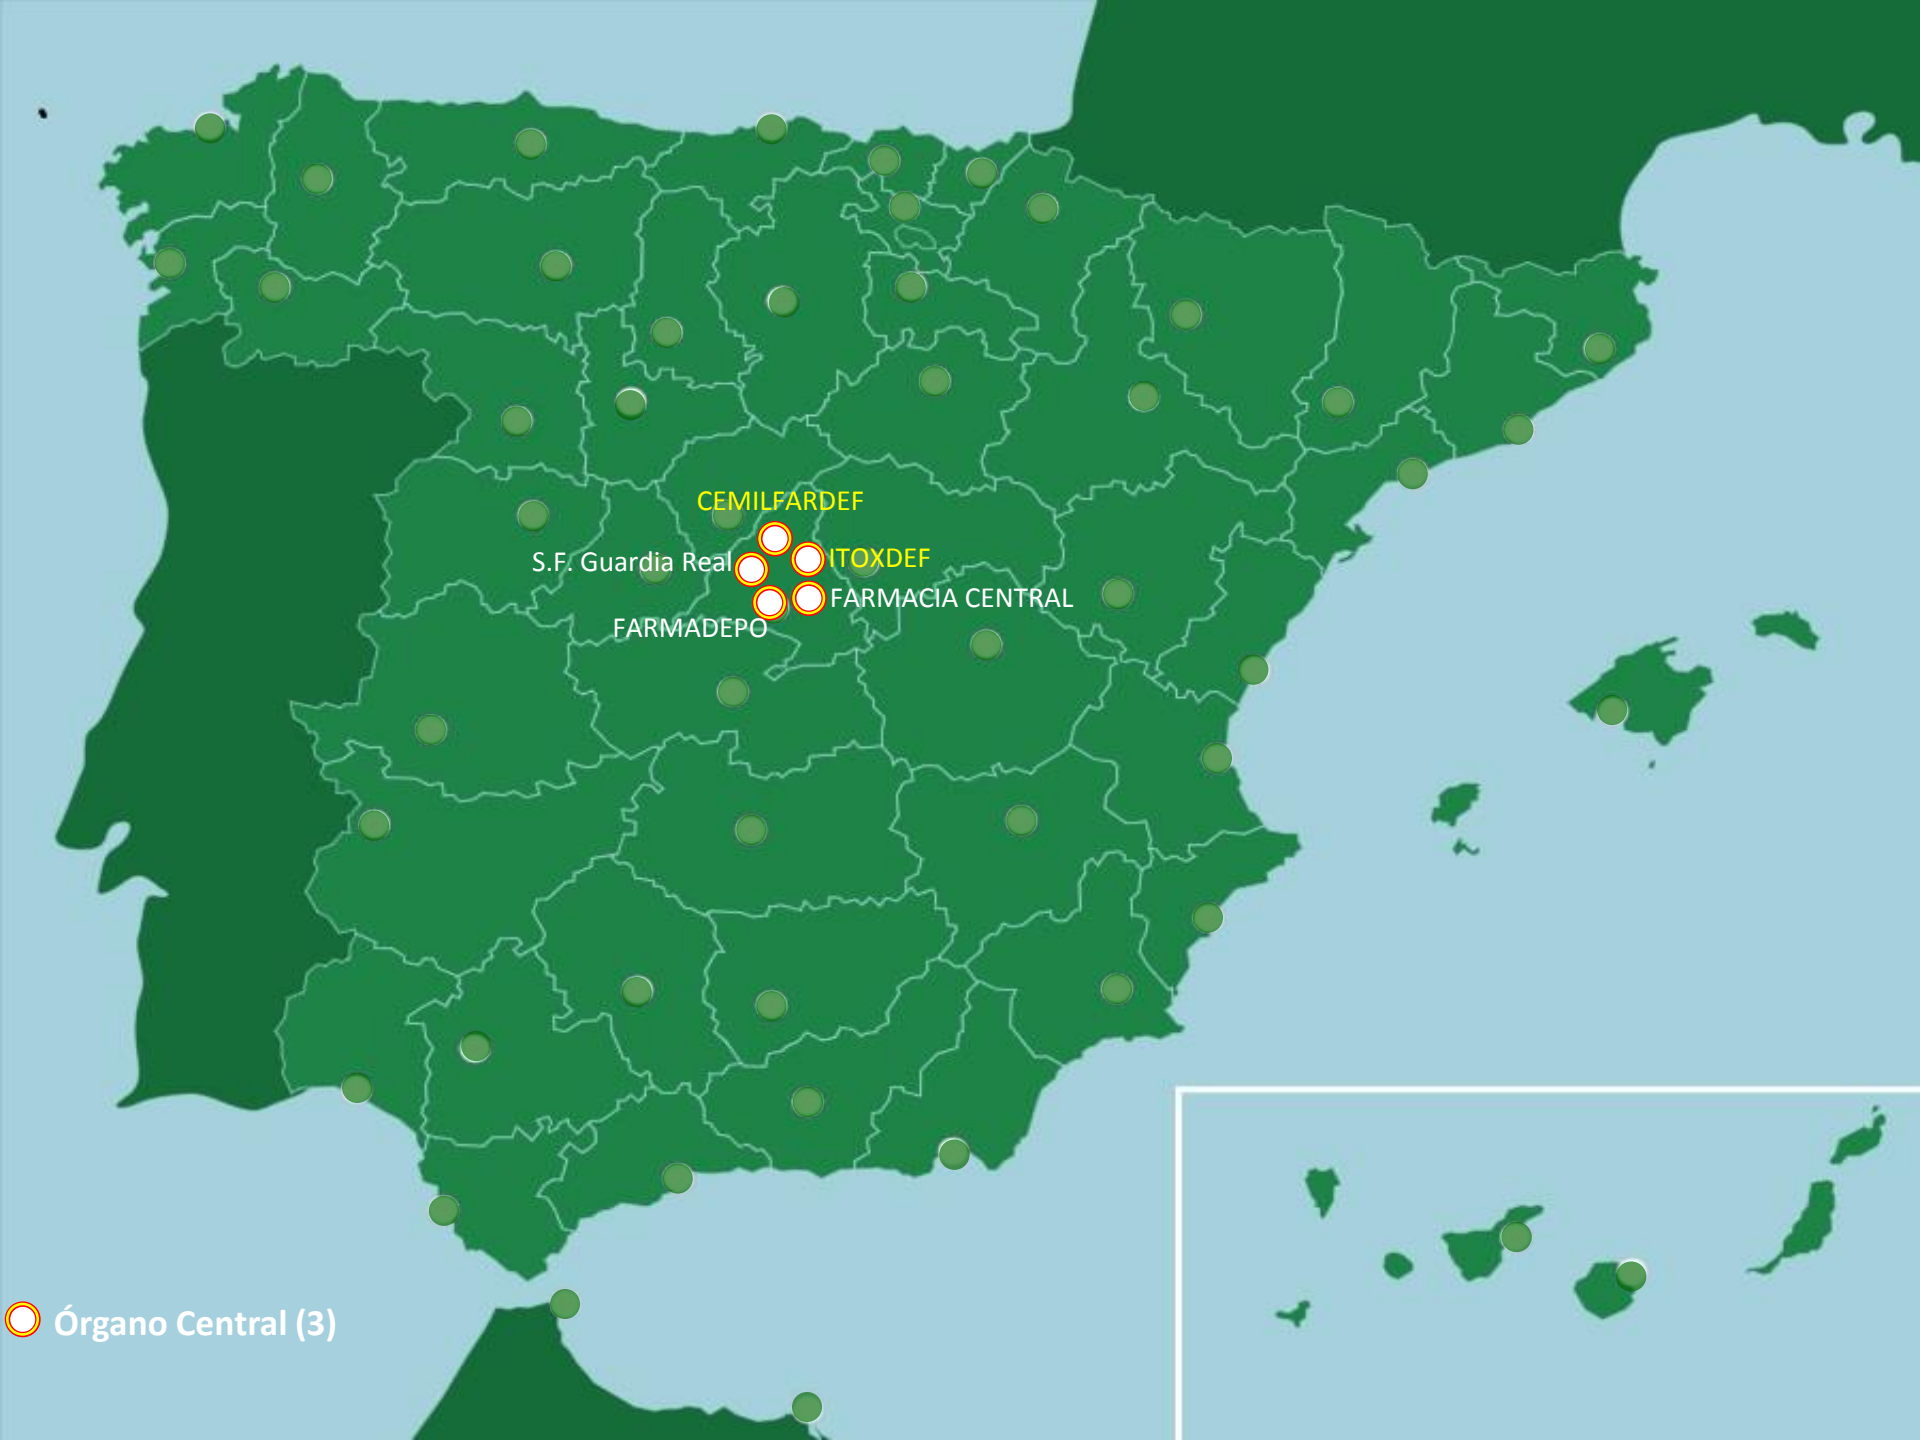 CEMILFARDEF
ITOXDEF
S.F. Guardia Real
FARMACIA CENTRAL
FARMADEPO
Órgano Central (3)